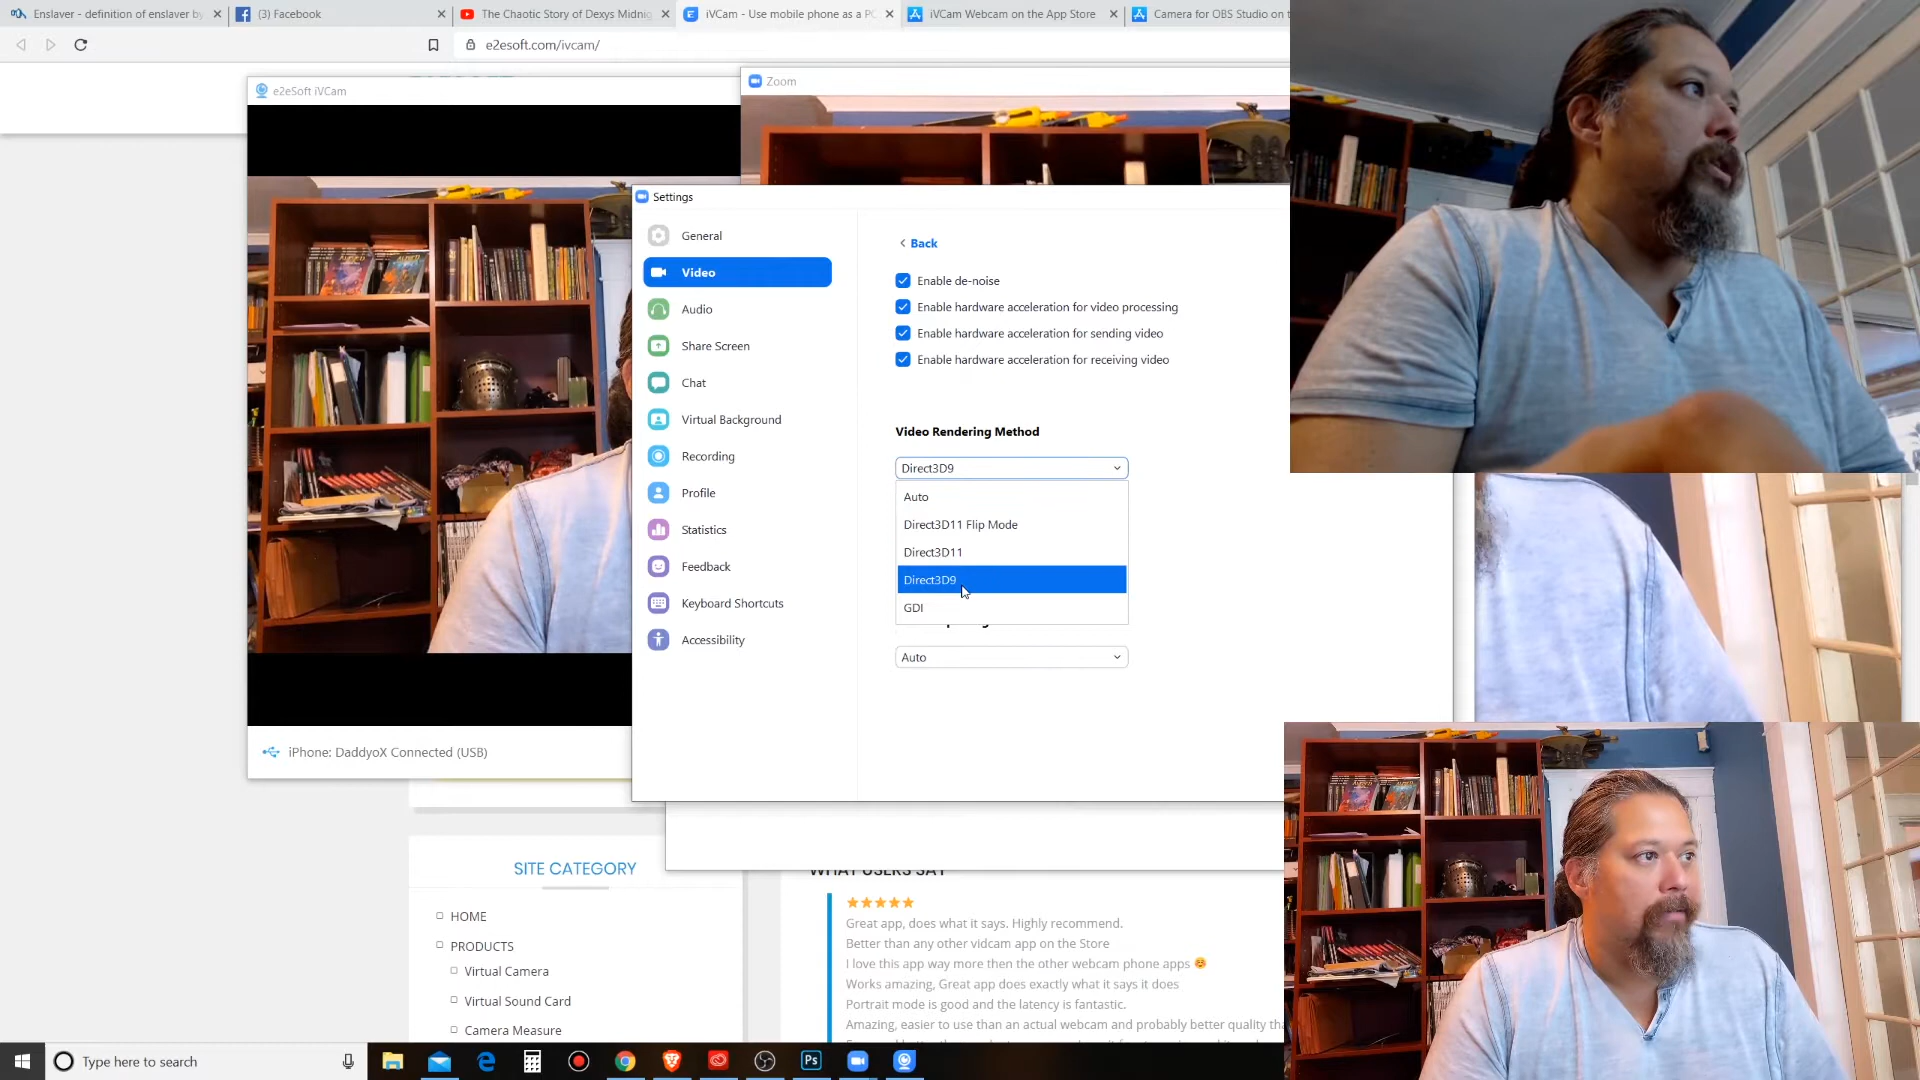 Enslaver - definition of enslaver by
(3) Facebook
The Chaotic Story of Dexys Midnig
iVCam - Use mobile phone as a PC
iVCam Webcam on the App Store
Camera for OBS Studio on t
e2esoft.com/ivcam/
e2eSoft iVCam
Zoom
Settings
General
Video
Audio
Share Screen
Chat
Virtual Background
Recording
Profile
Statistics
Feedback
Keyboard Shortcuts
Accessibility
Back
Enable de-noise
Enable hardware acceleration for video processing
Enable hardware acceleration for sending video
Enable hardware acceleration for receiving video
Video Rendering Method
Direct3D9
Auto
Direct3D11 Flip Mode
Direct3D11
Direct3D9
GDI
Auto
iPhone: DaddyoX Connected (USB)
SITE CATEGORY
HOME
PRODUCTS
Virtual Camera
Virtual Sound Card
Camera Measure
WHAT USERS SAY
Great app, does what it says. Highly recommend.
Better than any other vidcam app on the Store
I love this app way more then the other webcam phone apps
Works amazing, Great app does exactly what it says it does
Portrait mode is good and the latency is fantastic.
Amazing, easier to use than an actual webcam and probably better quality tha
Type here to search
Ps